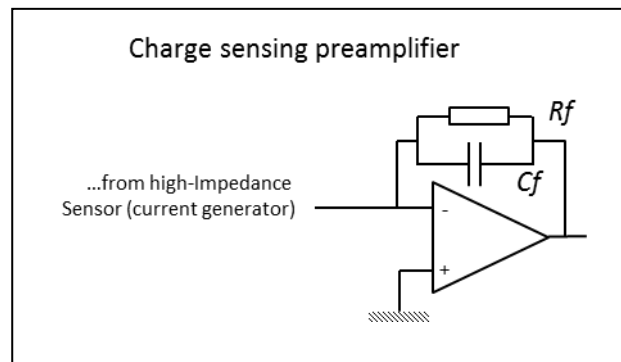 Charge sensing preamplifier
Rf
...from high-Impedance
Sensor (current generator)
Cf
-
+